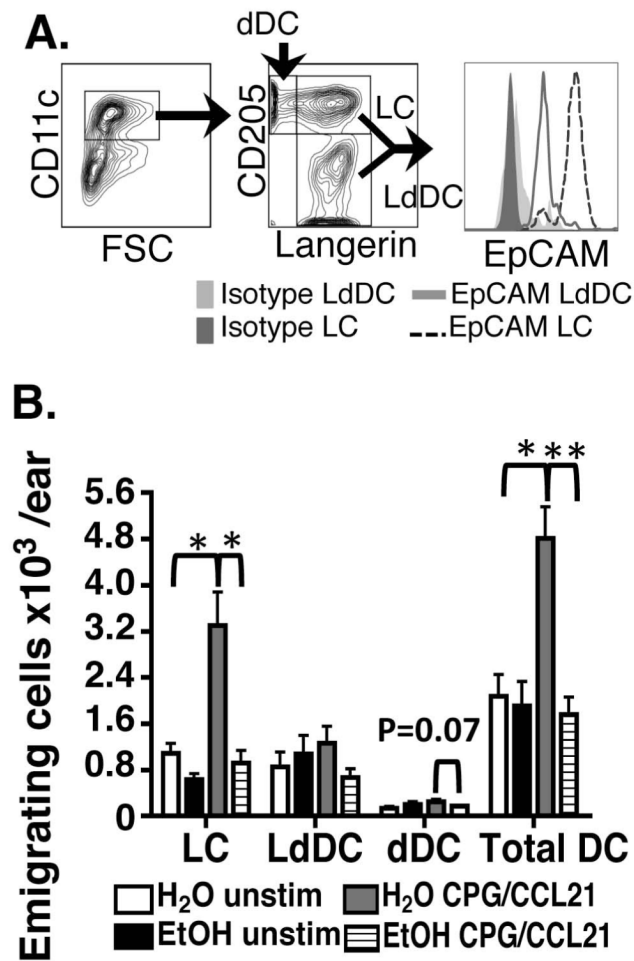 A.
dDC
CD11c
FSC
CD205
LC
LdDC
Langerin
EpCAM
Isotype LdDC
EpCAM LdDC
Isotype LC
EpCAM LC
B.
Emigrating cells x10³ /ear
5.6
4.8
4.0
3.2
2.4
1.6
0.8
0
* *
P=0.07
* **
LC
LdDC
dDC
Total DC
H₂O unstim
H₂O CPG/CCL21
EtOH unstim
EtOH CPG/CCL21